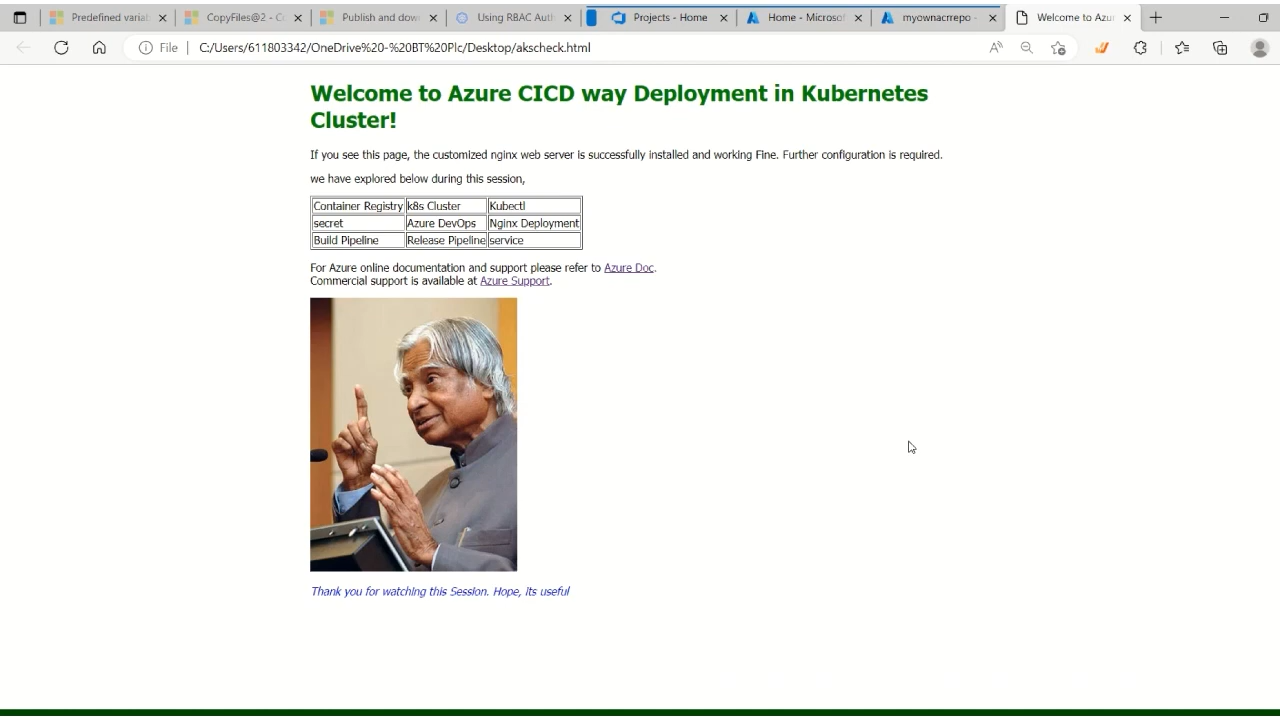 Predefined variab
CopyFiles@2 - C
Publish and dow
Using RBAC Auth
Projects - Home
Home - Microsof
myownacrrepo -
Welcome to Azur
File
C:/Users/611803342/OneDrive%20-%20BT%20Plc/Desktop/akscheck.html
Welcome to Azure CICD way Deployment in Kubernetes
Cluster!
If you see this page, the customized nginx web server is successfully installed and working Fine. Further configuration is required.
we have explored below during this session,
Container Registry k8s Cluster Kubectl
secret Azure DevOps Nginx Deployment
Build Pipeline Release Pipeline service
For Azure online documentation and support please refer to Azure Doc.
Commercial support is available at Azure Support.
Thank you for watching this Session. Hope, its useful